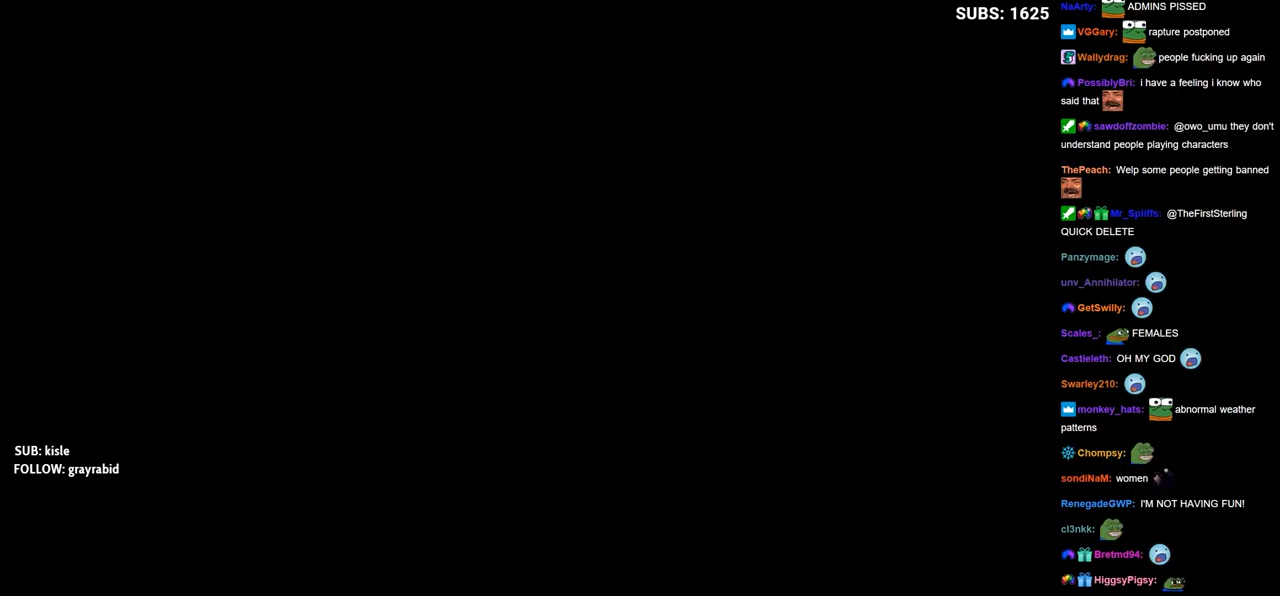 SUBS: 1625
NaArty: ADMINS PISSED
VGGary: rapture postponed
Wallydrag: people fucking up again
PossiblyBri: i have a feeling i know who
said that
sawdoffzombie: @owo_umu they don't
understand people playing characters
ThePeach: Welp some people getting banned
Mr_Spliffs: @TheFirstSterling
QUICK DELETE
Panzymage:
unv_Annihilator:
GetSwilly:
Scales_: FEMALES
Castieleth: OH MY GOD
Swarley210:
monkey_hats: abnormal weather
patterns
Chompsy:
sondiNaM: women
RenegadeGWP: I'M NOT HAVING FUN!
cl3nkk:
Bretmd94:
HiggsyPigsy:
SUB: kisle
FOLLOW: grayrabid